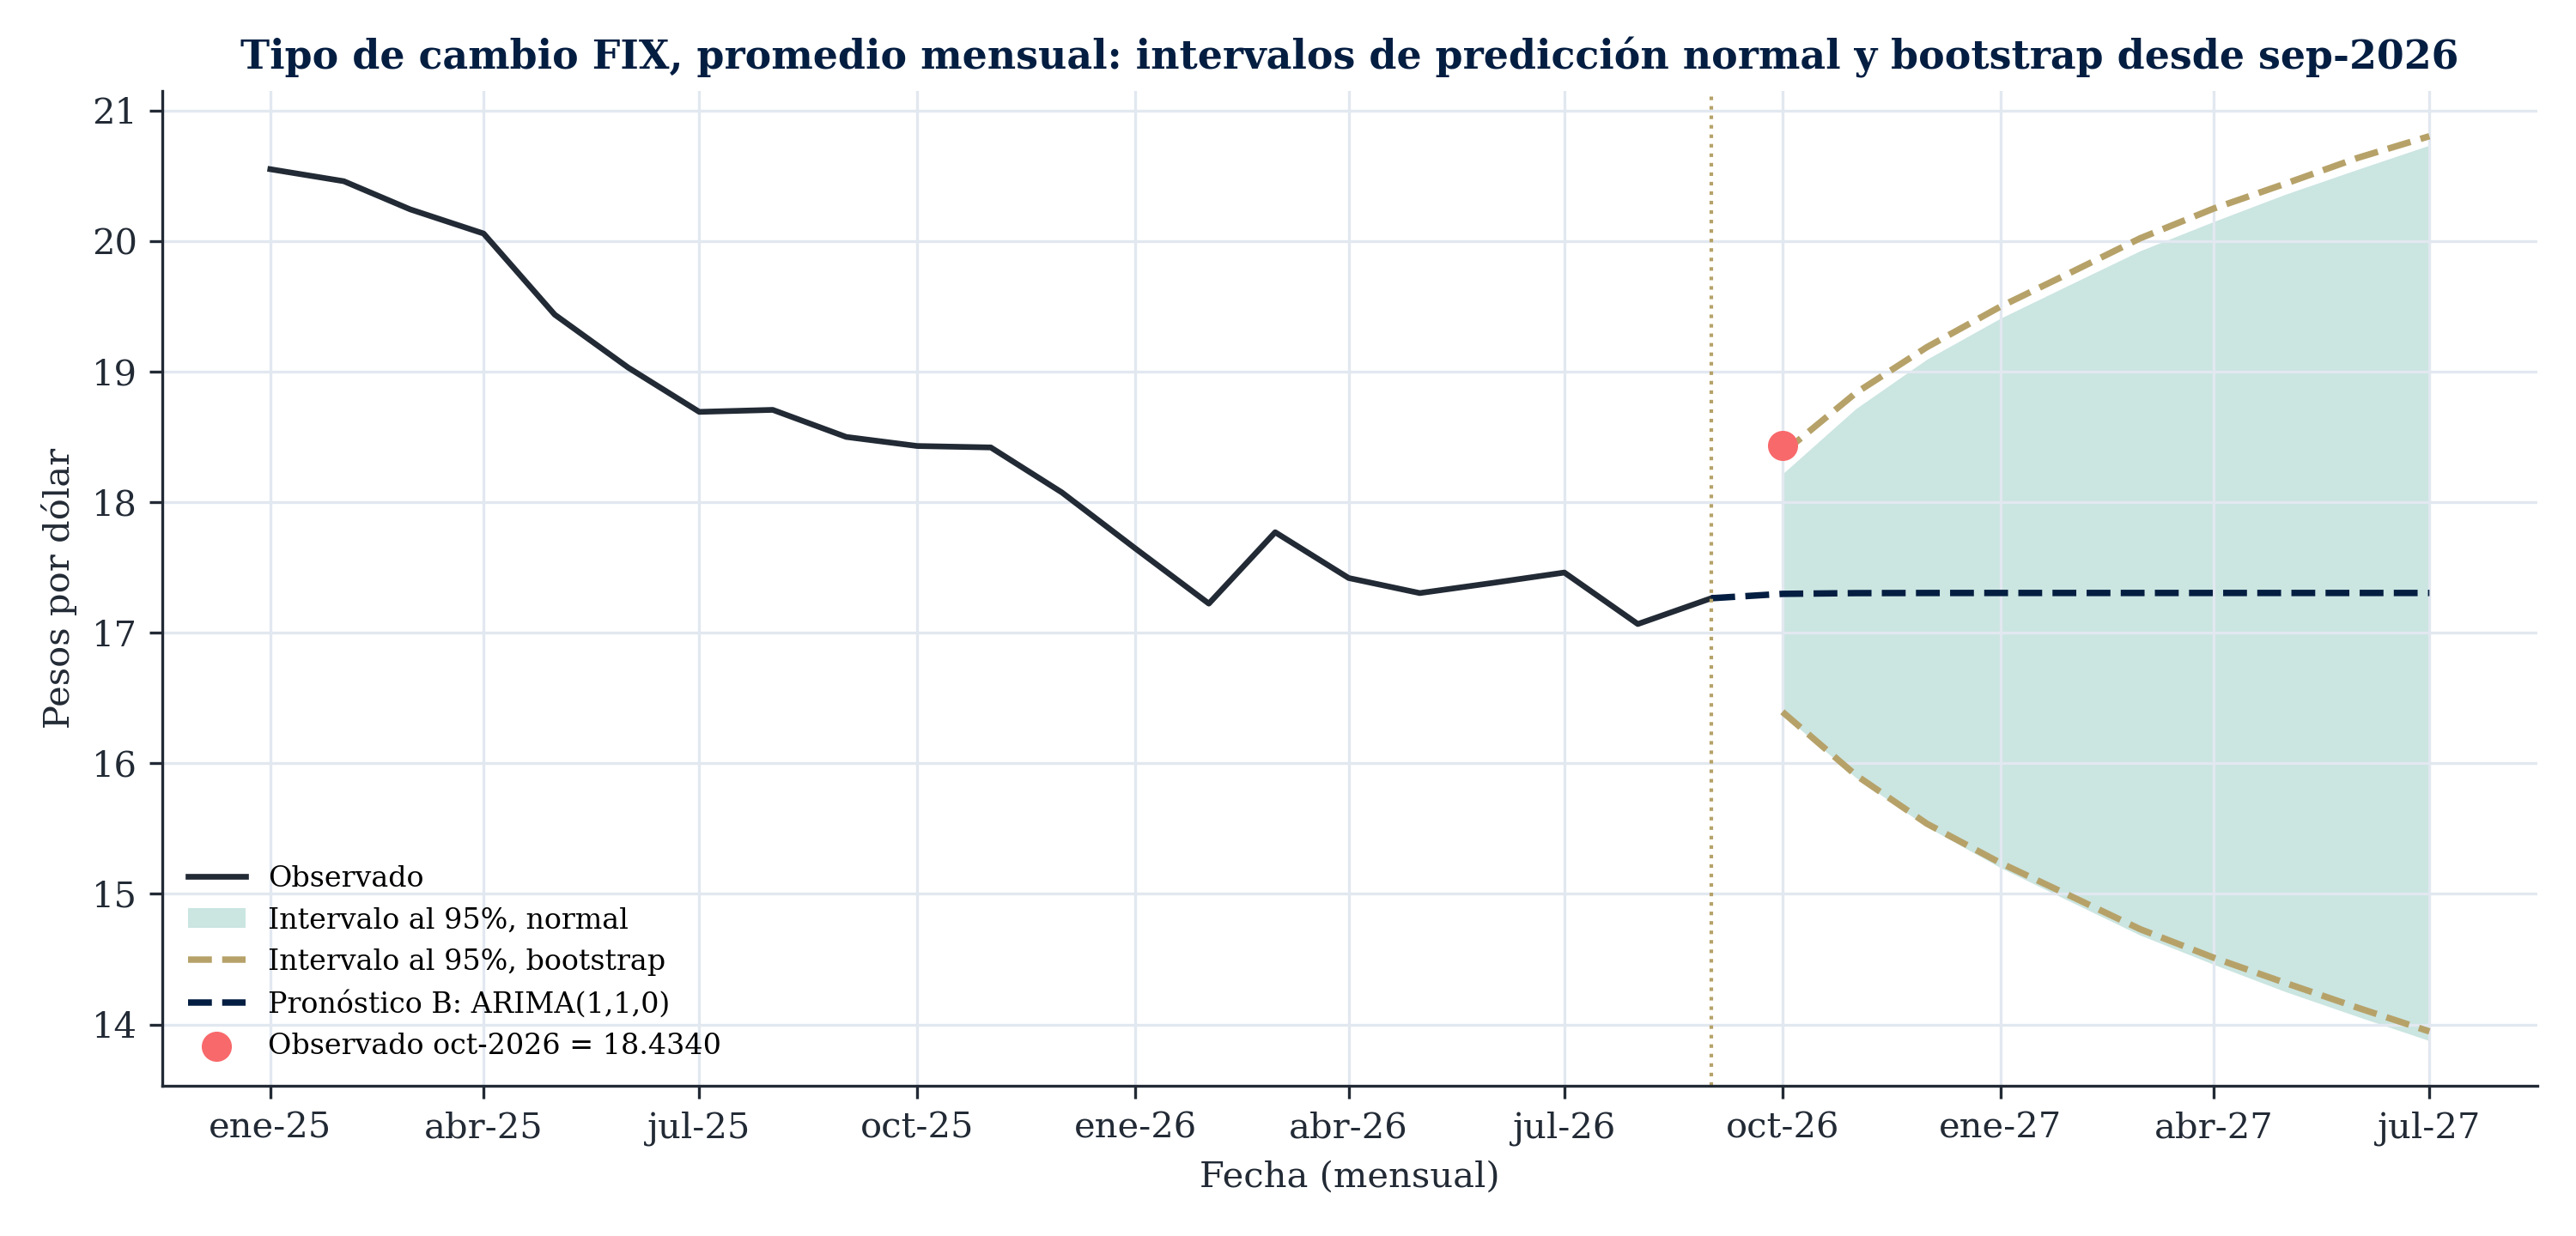 Tipo de cambio FIX, promedio mensual: intervalos de predicción normal y bootstrap desde sep-2026
21
20
19
18
17
16
15
14
Pesos por dólar
Observado
Intervalo al 95%, normal
Intervalo al 95%, bootstrap
Pronóstico B: ARIMA(1,1,0)
Observado oct-2026 = 18.4340
ene-25 abr-25 jul-25 oct-25 ene-26 abr-26 jul-26 oct-26 ene-27 abr-27 jul-27
Fecha (mensual)